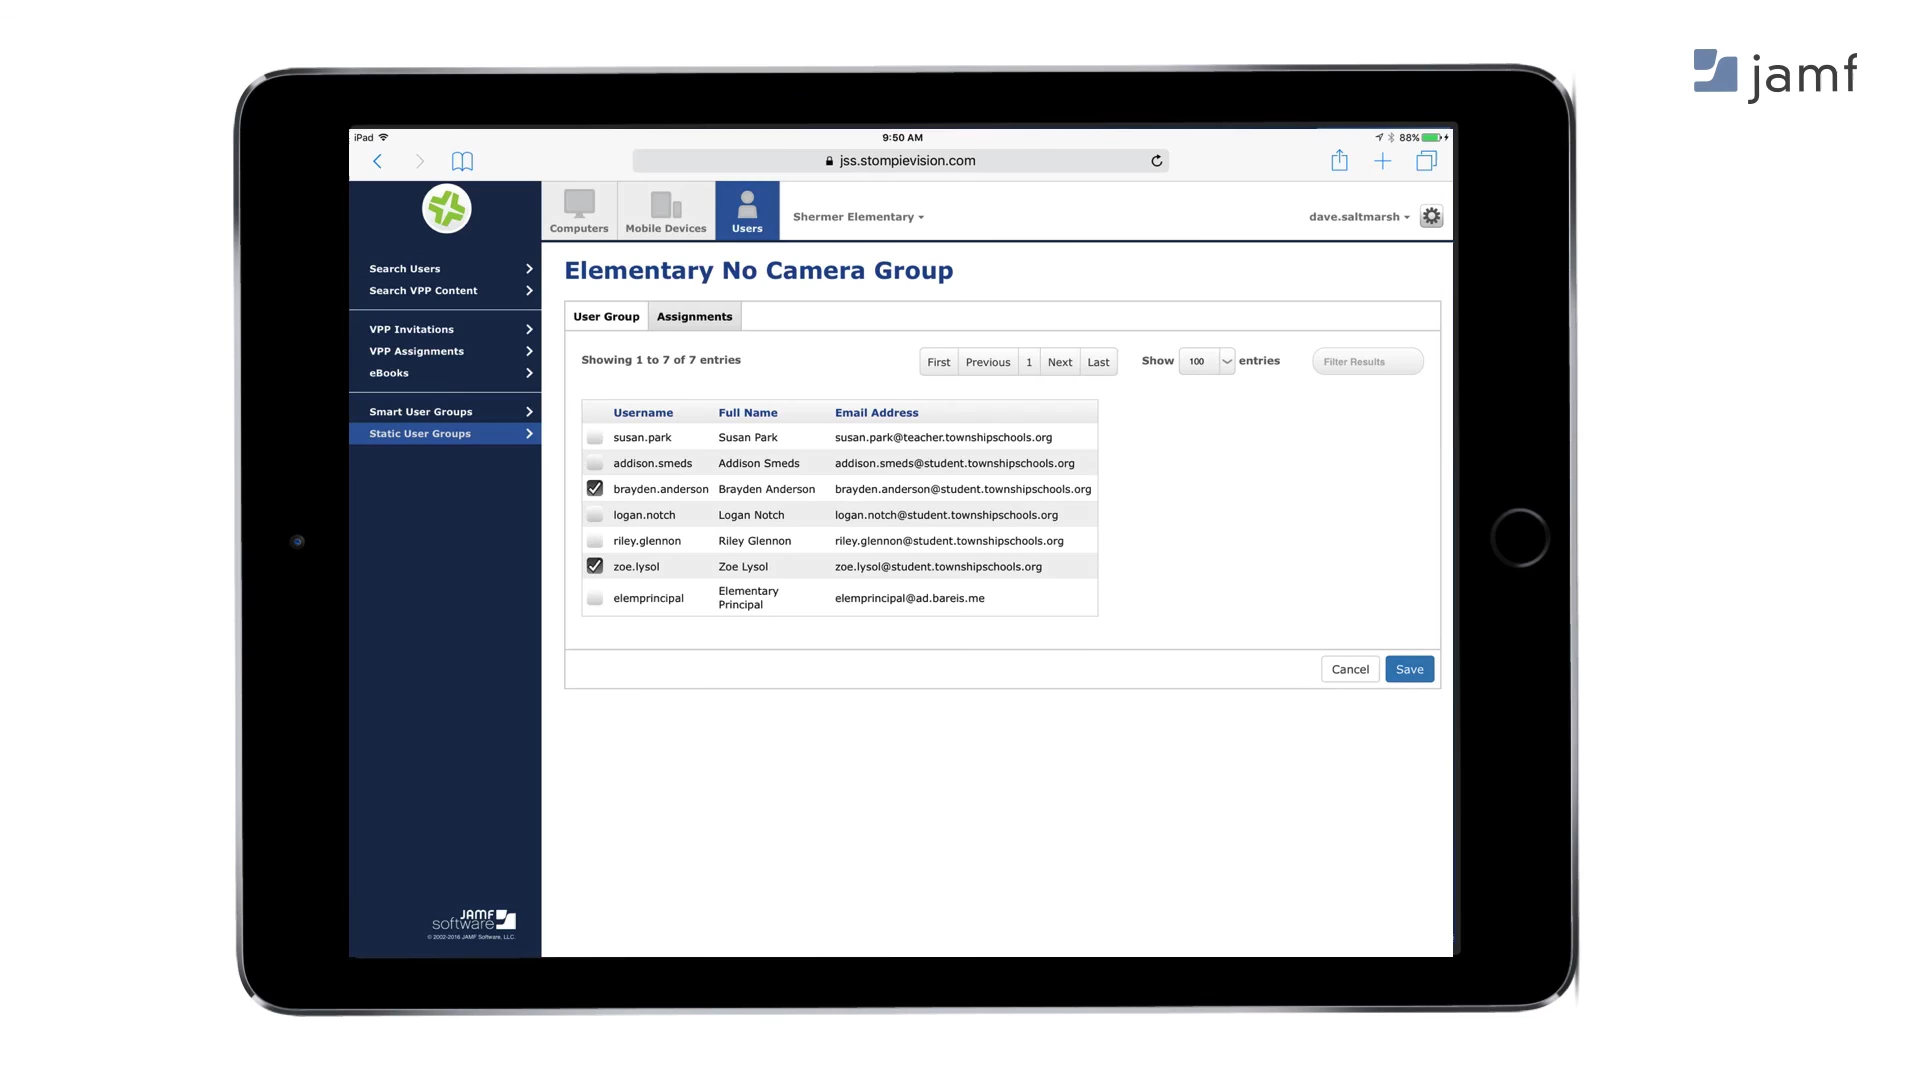 jamf
iPad
9:50 AM
88%
jss.stompievision.com
Computers
Mobile Devices
Users
Shermer Elementary
dave.saltmarsh
Search Users
Search VPP Content
VPP Invitations
VPP Assignments
eBooks
Smart User Groups
Static User Groups
Elementary No Camera Group
User Group
Assignments
Showing 1 to 7 of 7 entries
First Previous 1 Next Last
Show 100 entries
Filter Results
Username Full Name Email Address
susan.park Susan Park susan.park@teacher.townshipschools.org
addison.smeds Addison Smeds addison.smeds@student.townshipschools.org
brayden.anderson Brayden Anderson brayden.anderson@student.townshipschools.org
logan.notch Logan Notch logan.notch@student.townshipschools.org
riley.glennon Riley Glennon riley.glennon@student.townshipschools.org
zoe.lysol Zoe Lysol zoe.lysol@student.townshipschools.org
elemprincipal Elementary Principal elemprincipal@ad.bareis.me
Cancel Save
JAMF
software
© 2002-2016 JAMF Software, LLC.